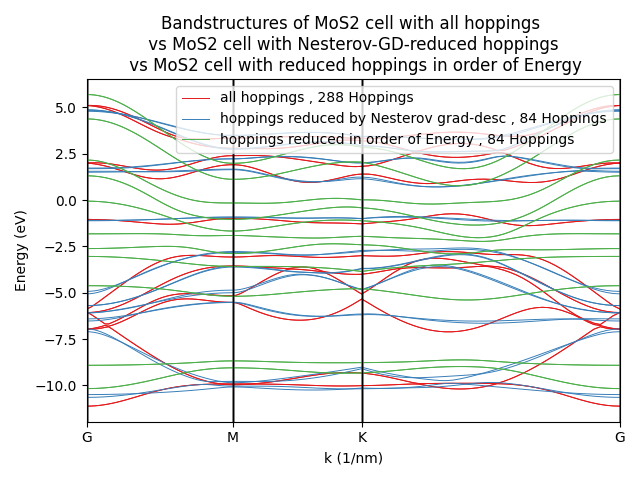 Bandstructures of MoS2 cell with all hoppings
vs MoS2 cell with Nesterov-GD-reduced hoppings
vs MoS2 cell with reduced hoppings in order of Energy
all hoppings , 288 Hoppings
hoppings reduced by Nesterov grad-desc , 84 Hoppings
hoppings reduced in order of Energy , 84 Hoppings
5.0
2.5
0.0
−2.5
−5.0
−7.5
−10.0
Energy (eV)
G M K G
k (1/nm)